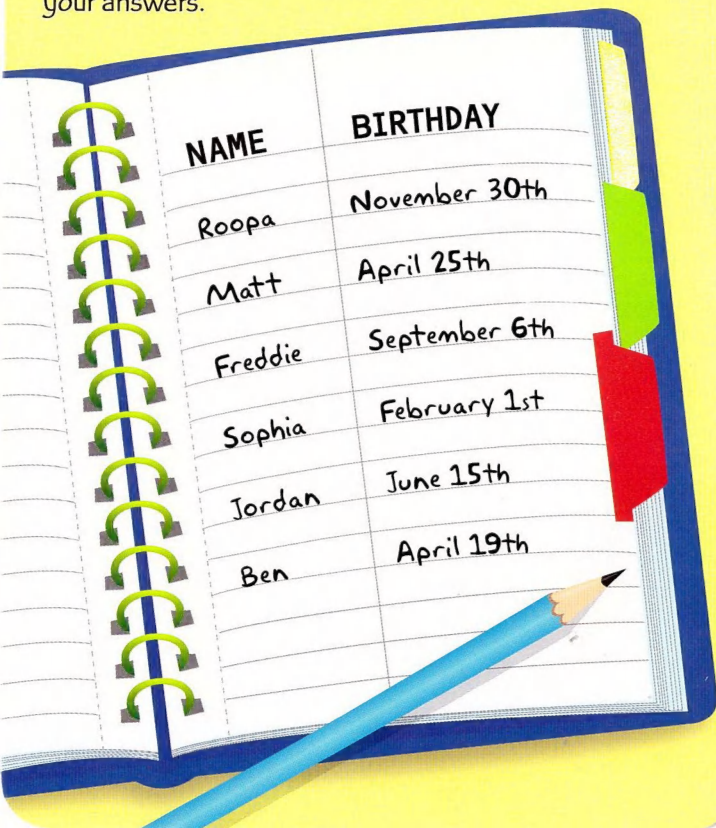 your answers.
NAME BIRTHDAY
Roopa November 30th
Matt April 25th
Freddie September 6th
Sophia February 1st
Jordan June 15th
Ben April 19th